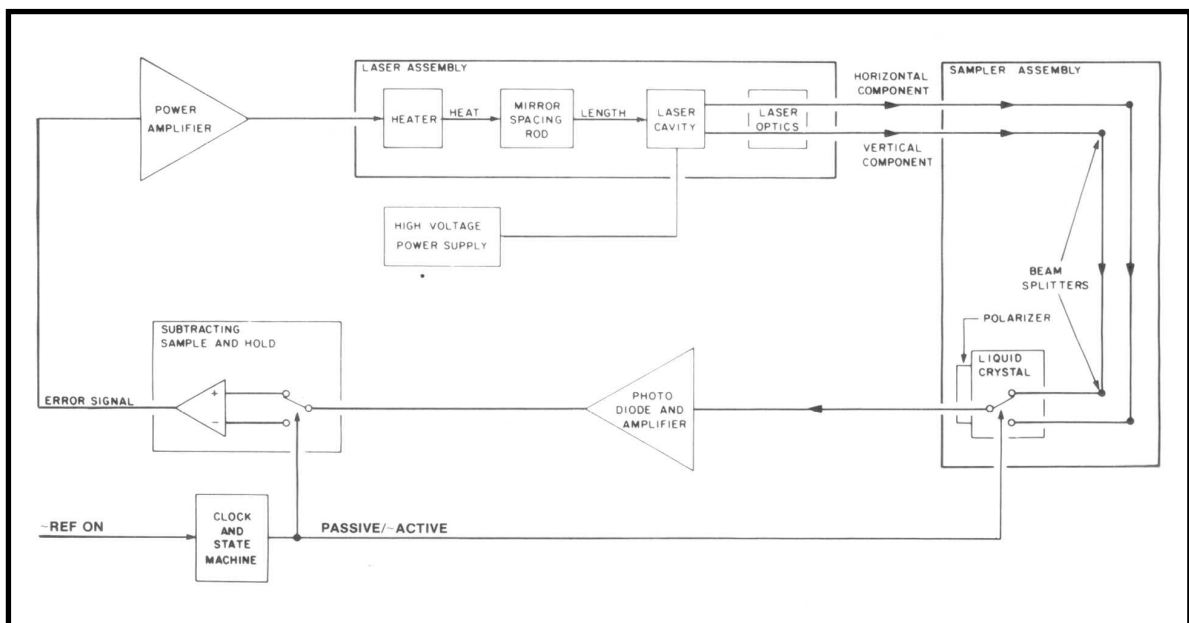 LASER ASSEMBLY
HORIZONTAL
COMPONENT
SAMPLER ASSEMBLY
POWER
AMPLIFIER
HEATER
HEAT
MIRROR
SPACING
ROD
LENGTH
LASER
CAVITY
LASER
OPTICS
VERTICAL
COMPONENT
HIGH VOLTAGE
POWER SUPPLY
BEAM
SPLITTERS
POLARIZER
LIQUID
CRYSTAL
SUBTRACTING
SAMPLE AND HOLD
+
−
ERROR SIGNAL
PHOTO
DIODE AND
AMPLIFIER
~REF ON
CLOCK
AND
STATE
MACHINE
PASSIVE/~ACTIVE